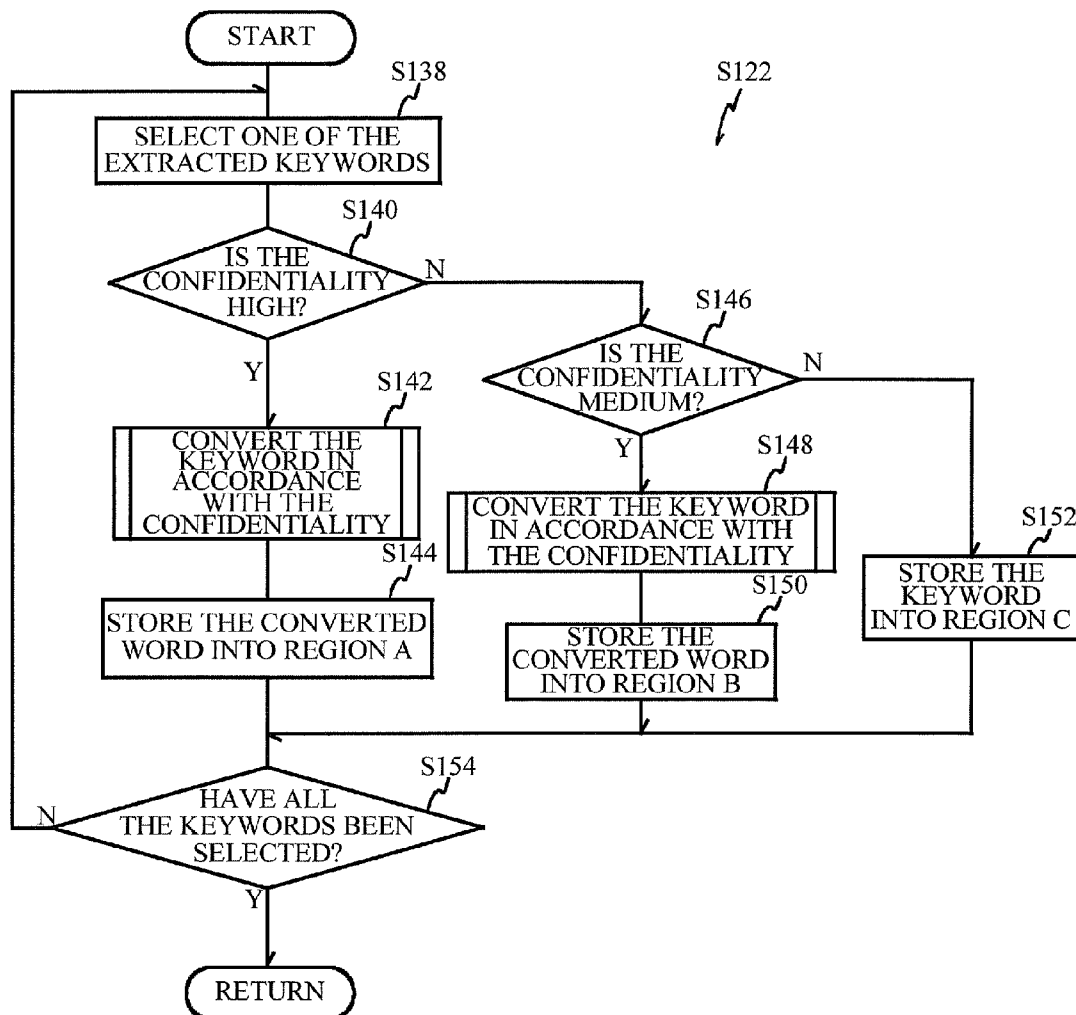 START
S138
S122
SELECT ONE OF THE
EXTRACTED KEYWORDS
S140
IS THE
CONFIDENTIALITY
HIGH?
N
Y
S146
IS THE
CONFIDENTIALITY
MEDIUM?
N
Y
S142
CONVERT THE
KEYWORD IN
ACCORDANCE
WITH THE
CONFIDENTIALITY
S148
CONVERT THE KEYWORD
IN ACCORDANCE WITH
THE CONFIDENTIALITY
S152
STORE THE
KEYWORD
INTO REGION C
S144
STORE THE CONVERTED
WORD INTO REGION A
S150
STORE THE
CONVERTED WORD
INTO REGION B
S154
HAVE ALL
THE KEYWORDS BEEN
SELECTED?
N
Y
RETURN